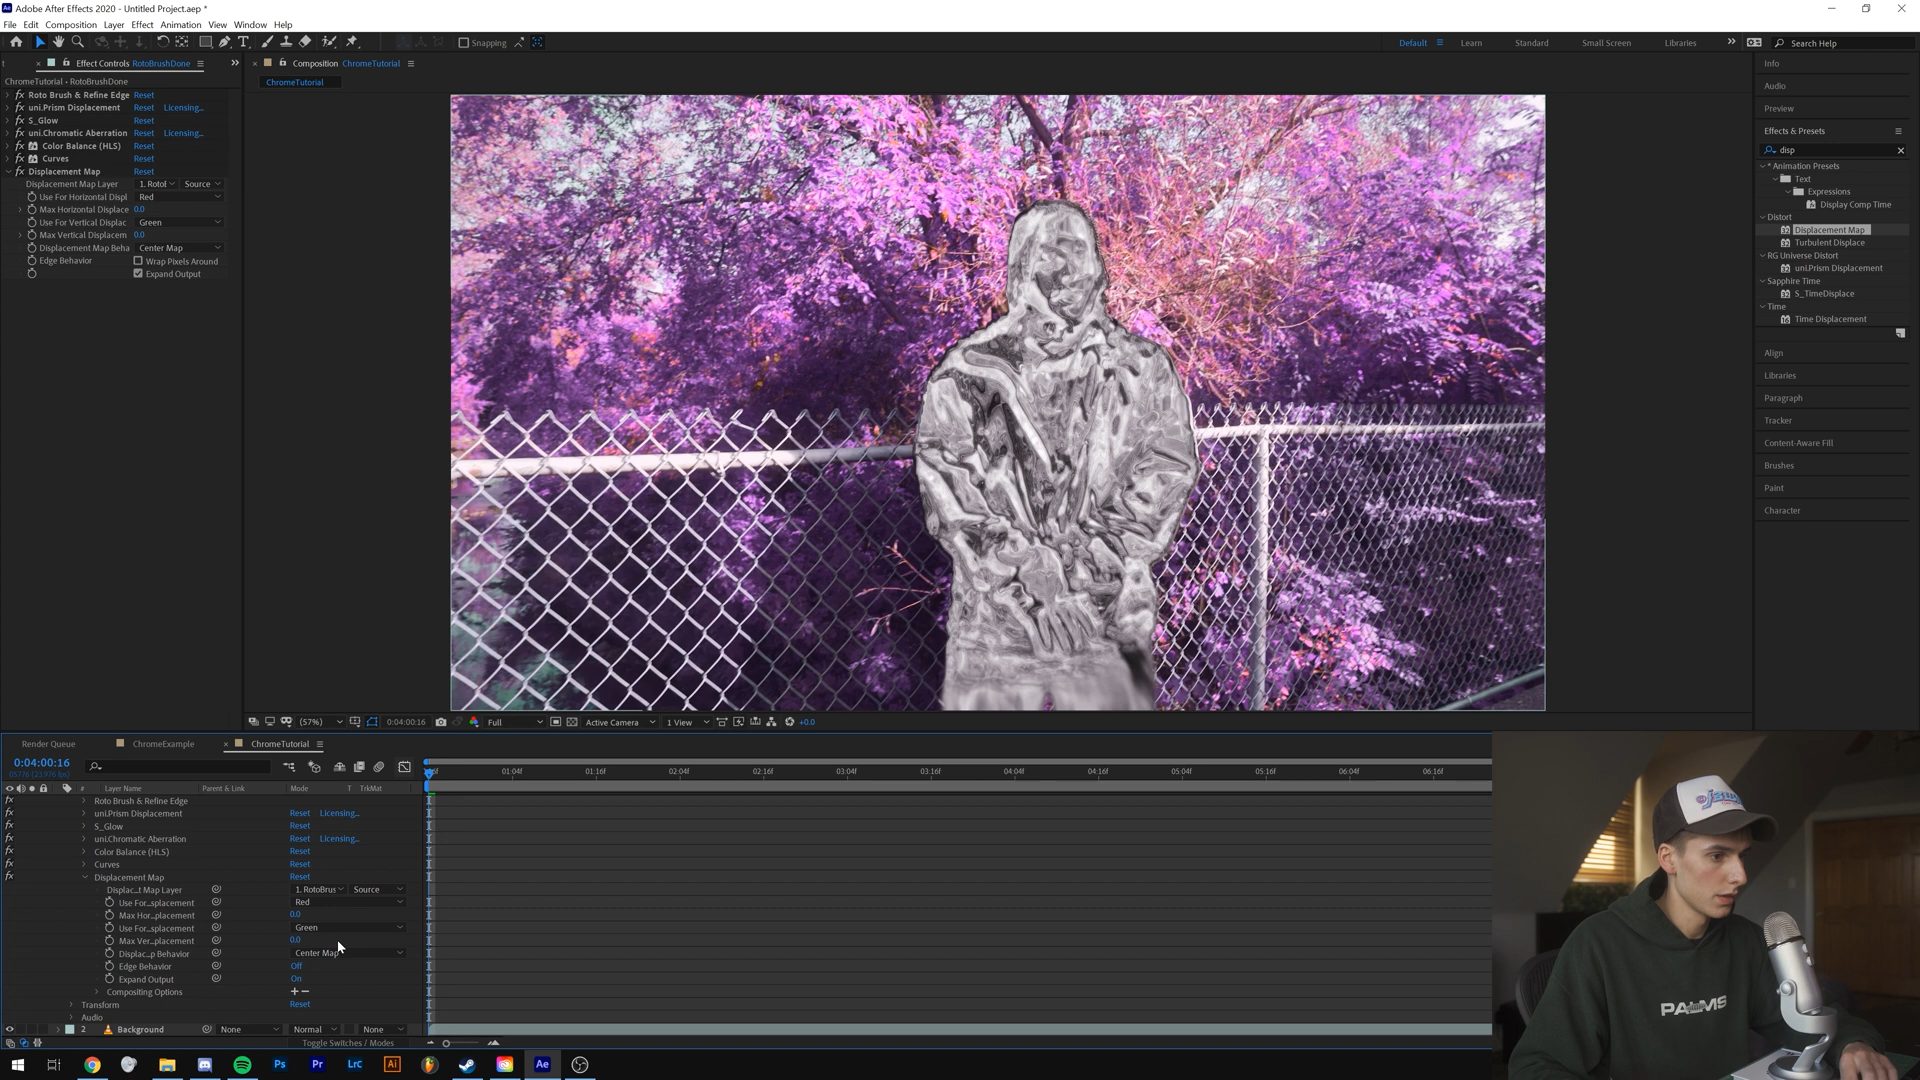 Adobe After Effects 2020 - Untitled Project.aep *
File Edit Composition Layer Effect Animation View Window Help
Snapping
Default Learn Standard Small Screen Libraries Search Help
Effect Controls RotoBrushDone
Composition ChromeTutorial
ChromeTutorial • RotoBrushDone
ChromeTutorial
Roto Brush & Refine Edge Reset
uni.Prism Displacement Reset Licensing...
S_Glow Reset
uni.Chromatic Aberration Reset Licensing...
Color Balance (HLS) Reset
Curves Reset
Displacement Map Reset
Displacement Map Layer 1. Rotol Source
Use For Horizontal Displ Red
Max Horizontal Displace 0.0
Use For Vertical Displac Green
Max Vertical Displacem 0.0
Displacement Map Beha Center Map
Edge Behavior Wrap Pixels Around
Expand Output
Info
Audio
Preview
Effects & Presets
disp
* Animation Presets
Text
Expressions
Display Comp Time
Distort
Displacement Map
Turbulent Displace
RG Universe Distort
uni.Prism Displacement
Sapphire Time
S_TimeDisplace
Time
Time Displacement
Align
Libraries
Paragraph
Tracker
Content-Aware Fill
Brushes
Paint
Character
(57%) 0:04:00:16 Full Active Camera 1 View +0.0
Render Queue ChromeExample ChromeTutorial
0:04:00:16
05776 (23.976 fps)
01:04f 01:16f 02:04f 02:16f 03:04f 03:16f 04:04f 04:16f 05:04f 05:16f 06:04f 06:16f
# Layer Name Parent & Link Mode T TrkMat
Roto Brush & Refine Edge
uni.Prism Displacement Reset Licensing...
S_Glow Reset
uni.Chromatic Aberration Reset Licensing...
Color Balance (HLS) Reset
Curves Reset
Displacement Map Reset
Displac...t Map Layer 1. RotoBrus Source
Use For...splacement Red
Max Hor...placement 0.0
Use For...splacement Green
Max Ver...placement 0.0
Displac...p Behavior Center Map
Edge Behavior Off
Expand Output On
Compositing Options + −
Transform Reset
Audio
2 Background None Normal None
Toggle Switches / Modes
Ps Pr LrC Ai Ae